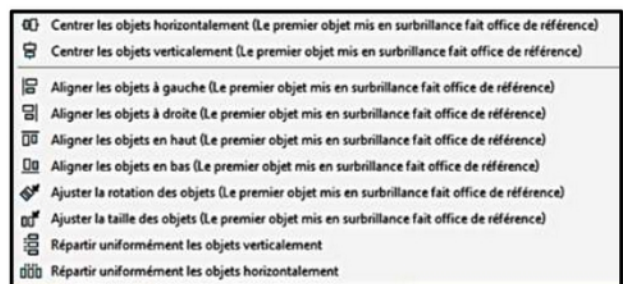 Centrer les objets horizontalement (Le premier objet mis en surbrillance fait office de référence)
Centrer les objets verticalement (Le premier objet mis en surbrillance fait office de référence)
Aligner les objets à gauche (Le premier objet mis en surbrillance fait office de référence)
Aligner les objets à droite (Le premier objet mis en surbrillance fait office de référence)
Aligner les objets en haut (Le premier objet mis en surbrillance fait office de référence)
Aligner les objets en bas (Le premier objet mis en surbrillance fait office de référence)
Ajuster la rotation des objets (Le premier objet mis en surbrillance fait office de référence)
Ajuster la taille des objets (Le premier objet mis en surbrillance fait office de référence)
Répartir uniformément les objets verticalement
Répartir uniformément les objets horizontalement